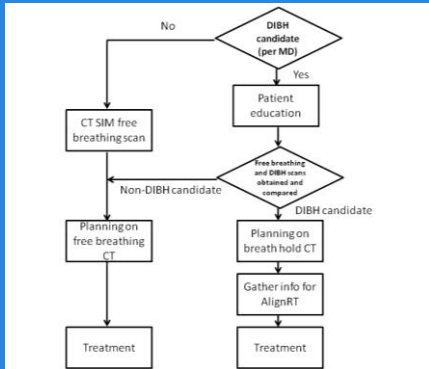 No
DIBH
candidate
(per MD)
Yes
CT SIM free
breathing scan
Patient
education
Free breathing
and DIBH scans
obtained and
compared
Non-DIBH candidate
DIBH candidate
Planning on
free breathing
CT
Planning on
breath hold CT
Gather info for
AlignRT
Treatment
Treatment